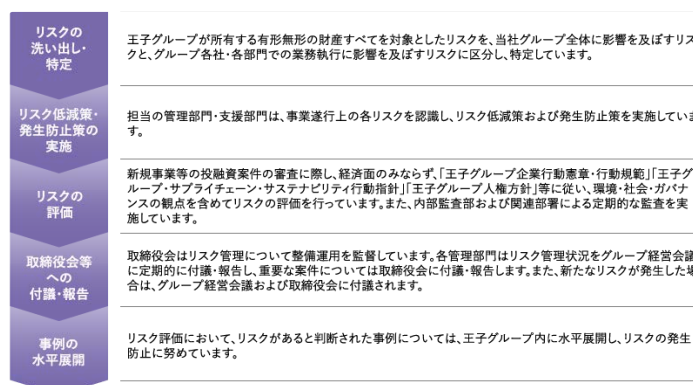 リスクの
洗い出し・
特定
王子グループが所有する有形無形の財産すべてを対象としたリスクを、当社グループ全体に影響を及ぼすリス
クと、グループ各社・各部門での業務執行に影響を及ぼすリスクに区分し、特定しています。
リスク低減策・
発生防止策の
実施
担当の管理部門・支援部門は、事業遂行上の各リスクを認識し、リスク低減策および発生防止策を実施していま
す。
リスクの
評価
新規事業等の投融資案件の審査に際し、経済面のみならず、「王子グループ企業行動憲章・行動規範」「王子グ
ループ・サプライチェーン・サステナビリティ行動指針」「王子グループ人権方針」等に従い、環境・社会・ガバナ
ンスの観点を含めてリスクの評価を行っています。また、内部監査部および関連部署による定期的な監査を実
施しています。
取締役会等
への
付議・報告
取締役会はリスク管理について整備運用を監督しています。各管理部門はリスク管理状況をグループ経営会議
に定期的に付議・報告し、重要な案件については取締役会に付議・報告します。また、新たなリスクが発生した場
合は、グループ経営会議および取締役会に付議されます。
事例の
水平展開
リスク評価において、リスクがあると判断された事例については、王子グループ内に水平展開し、リスクの発生
防止に努めています。